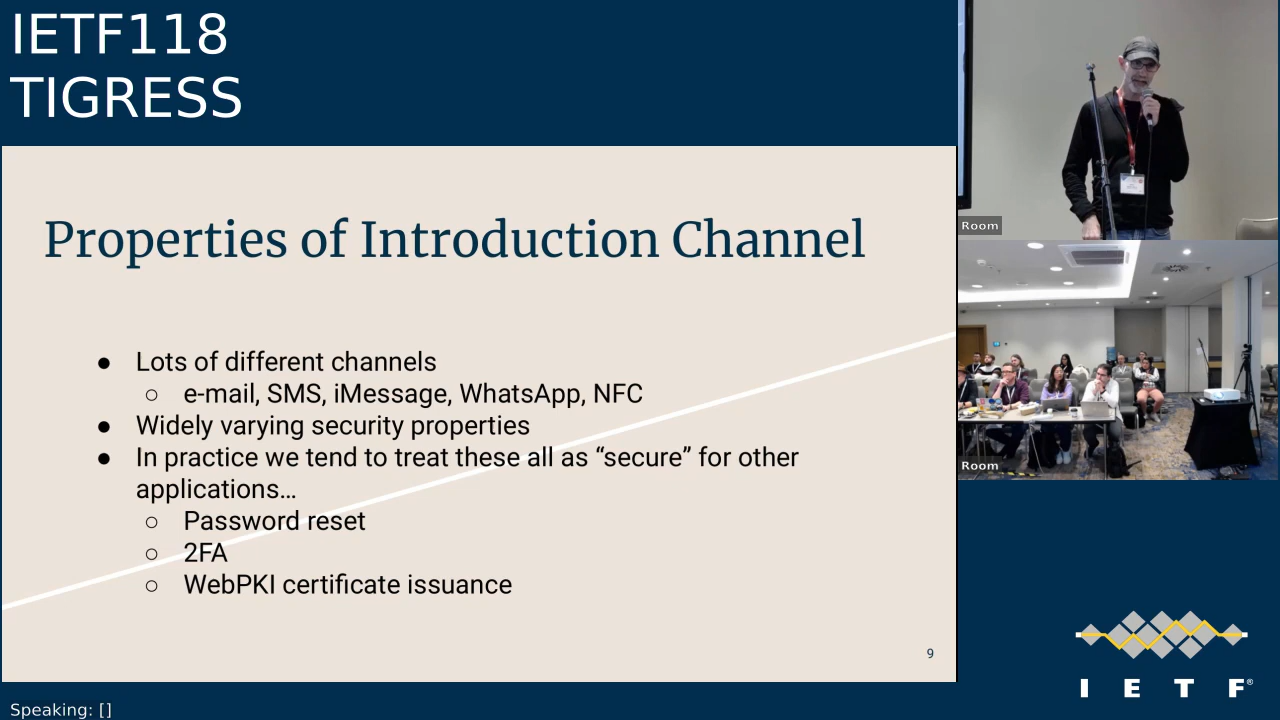 IETF118
TIGRESS
Properties of Introduction Channel
● Lots of different channels
○ e-mail, SMS, iMessage, WhatsApp, NFC
● Widely varying security properties
● In practice we tend to treat these all as “secure” for other
applications…
○ Password reset
○ 2FA
○ WebPKI certificate issuance
9
Room
Room
I E T F®
Speaking: []